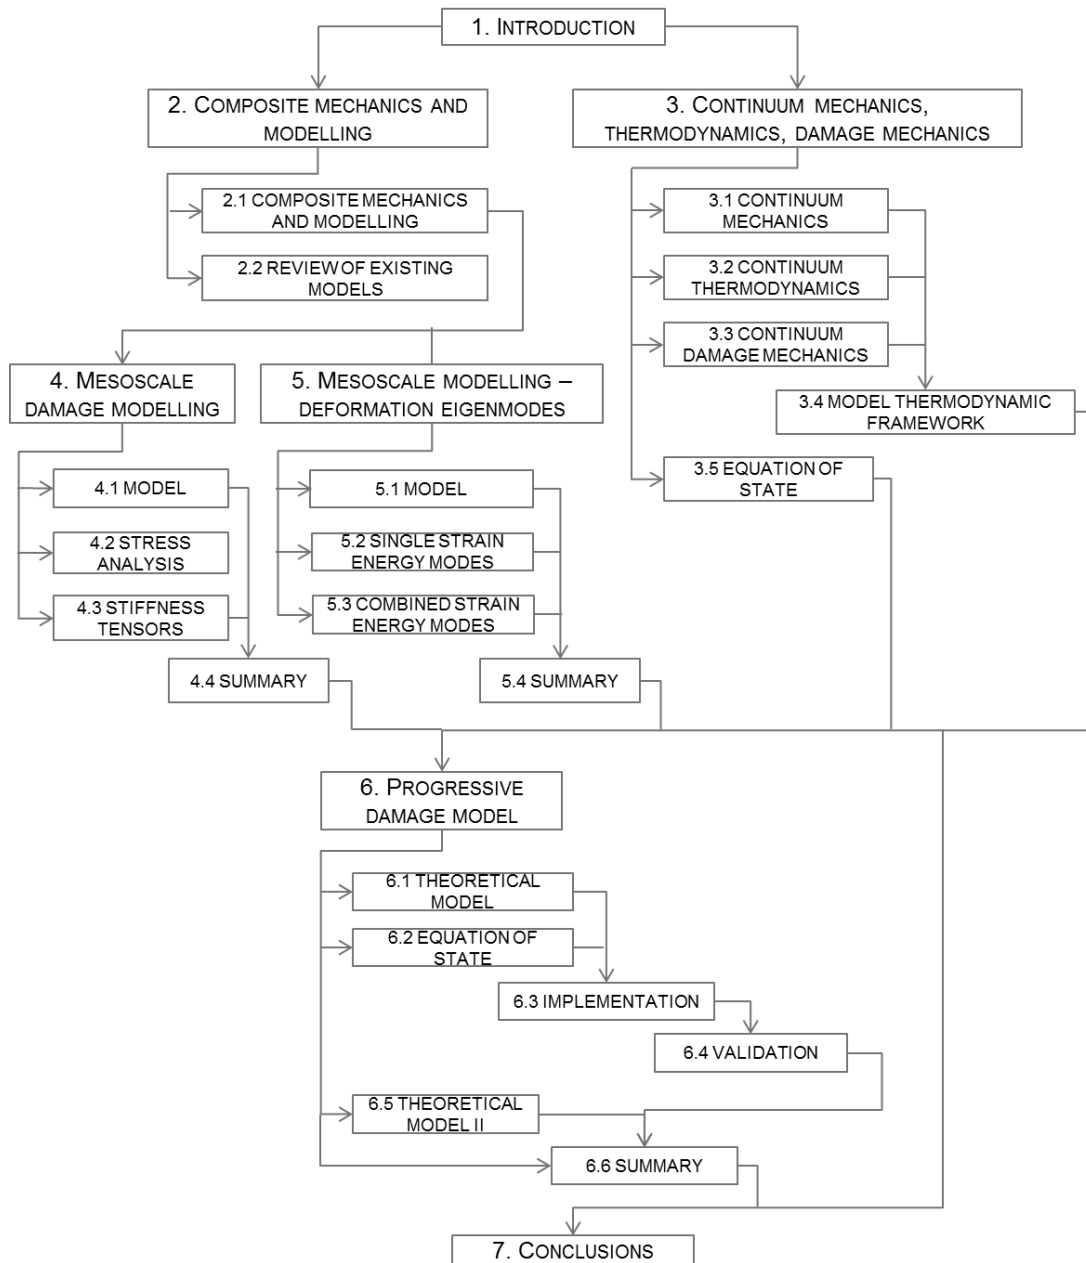 1. INTRODUCTION
2. COMPOSITE MECHANICS AND
MODELLING
3. CONTINUUM MECHANICS,
THERMODYNAMICS, DAMAGE MECHANICS
2.1 COMPOSITE MECHANICS
AND MODELLING
2.2 REVIEW OF EXISTING
MODELS
3.1 CONTINUUM
MECHANICS
3.2 CONTINUUM
THERMODYNAMICS
3.3 CONTINUUM
DAMAGE MECHANICS
3.4 MODEL THERMODYNAMIC
FRAMEWORK
3.5 EQUATION OF
STATE
4. MESOSCALE
DAMAGE MODELLING
5. MESOSCALE MODELLING –
DEFORMATION EIGENMODES
4.1 MODEL
4.2 STRESS
ANALYSIS
4.3 STIFFNESS
TENSORS
4.4 SUMMARY
5.1 MODEL
5.2 SINGLE STRAIN
ENERGY MODES
5.3 COMBINED STRAIN
ENERGY MODES
5.4 SUMMARY
6. PROGRESSIVE
DAMAGE MODEL
6.1 THEORETICAL
MODEL
6.2 EQUATION OF
STATE
6.3 IMPLEMENTATION
6.4 VALIDATION
6.5 THEORETICAL
MODEL II
6.6 SUMMARY
7. CONCLUSIONS